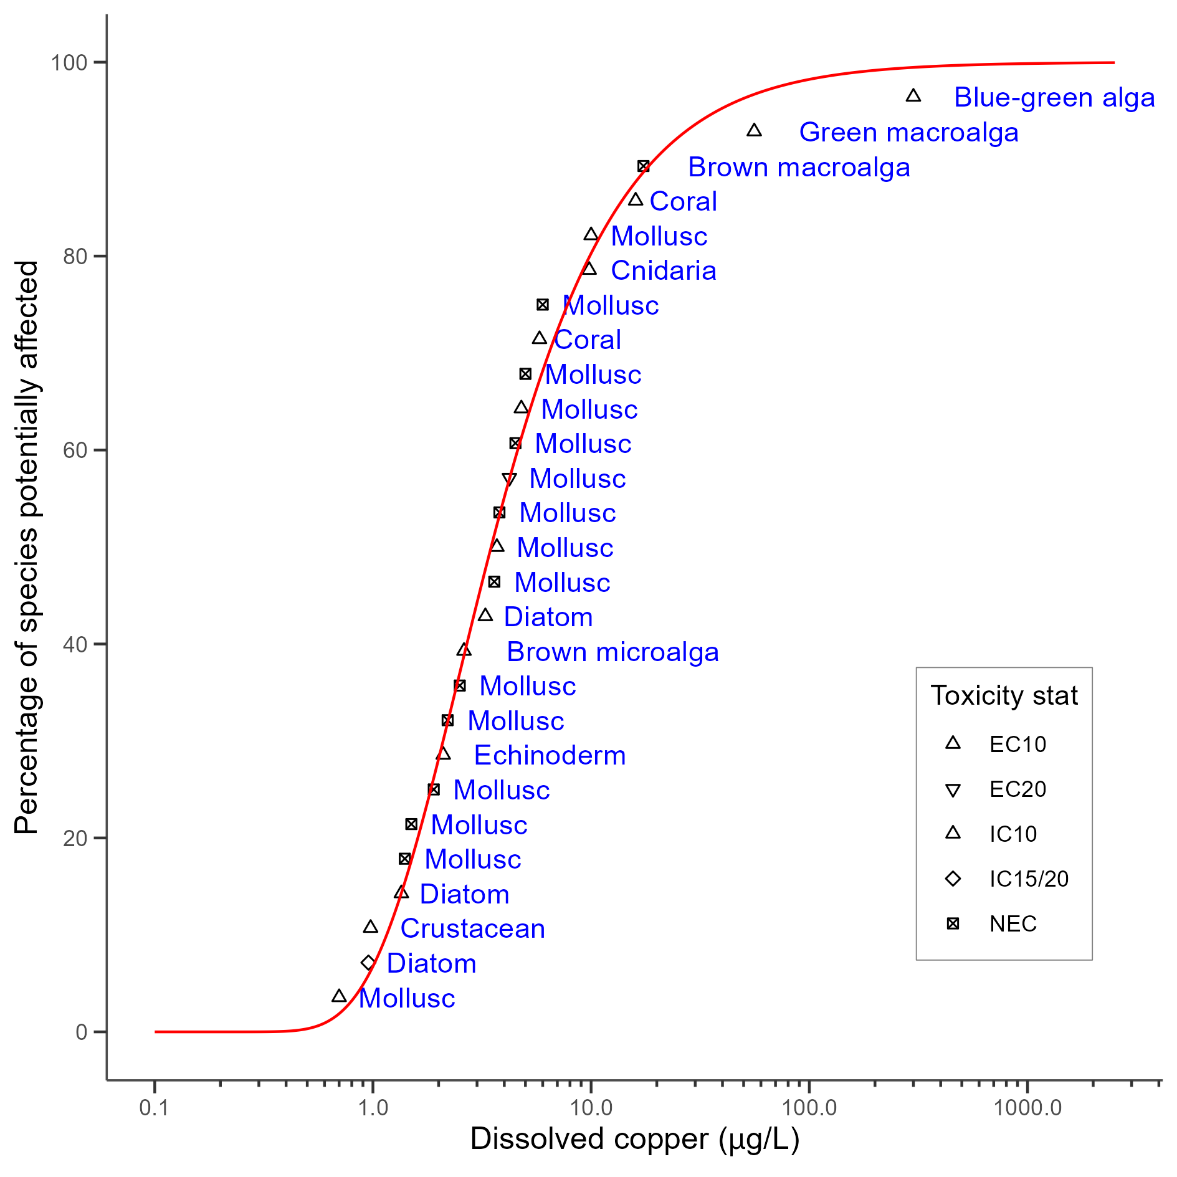 100
80
60
40
20
0
Percentage of species potentially affected
Blue-green alga
Green macroalga
Brown macroalga
Coral
Mollusc
Cnidaria
Mollusc
Coral
Mollusc
Mollusc
Mollusc
Mollusc
Mollusc
Mollusc
Mollusc
Diatom
Brown microalga
Mollusc
Mollusc
Echinoderm
Mollusc
Mollusc
Mollusc
Diatom
Crustacean
Diatom
Mollusc
Toxicity stat
EC10
EC20
IC10
IC15/20
NEC
0.1 1.0 10.0 100.0 1000.0
Dissolved copper (µg/L)